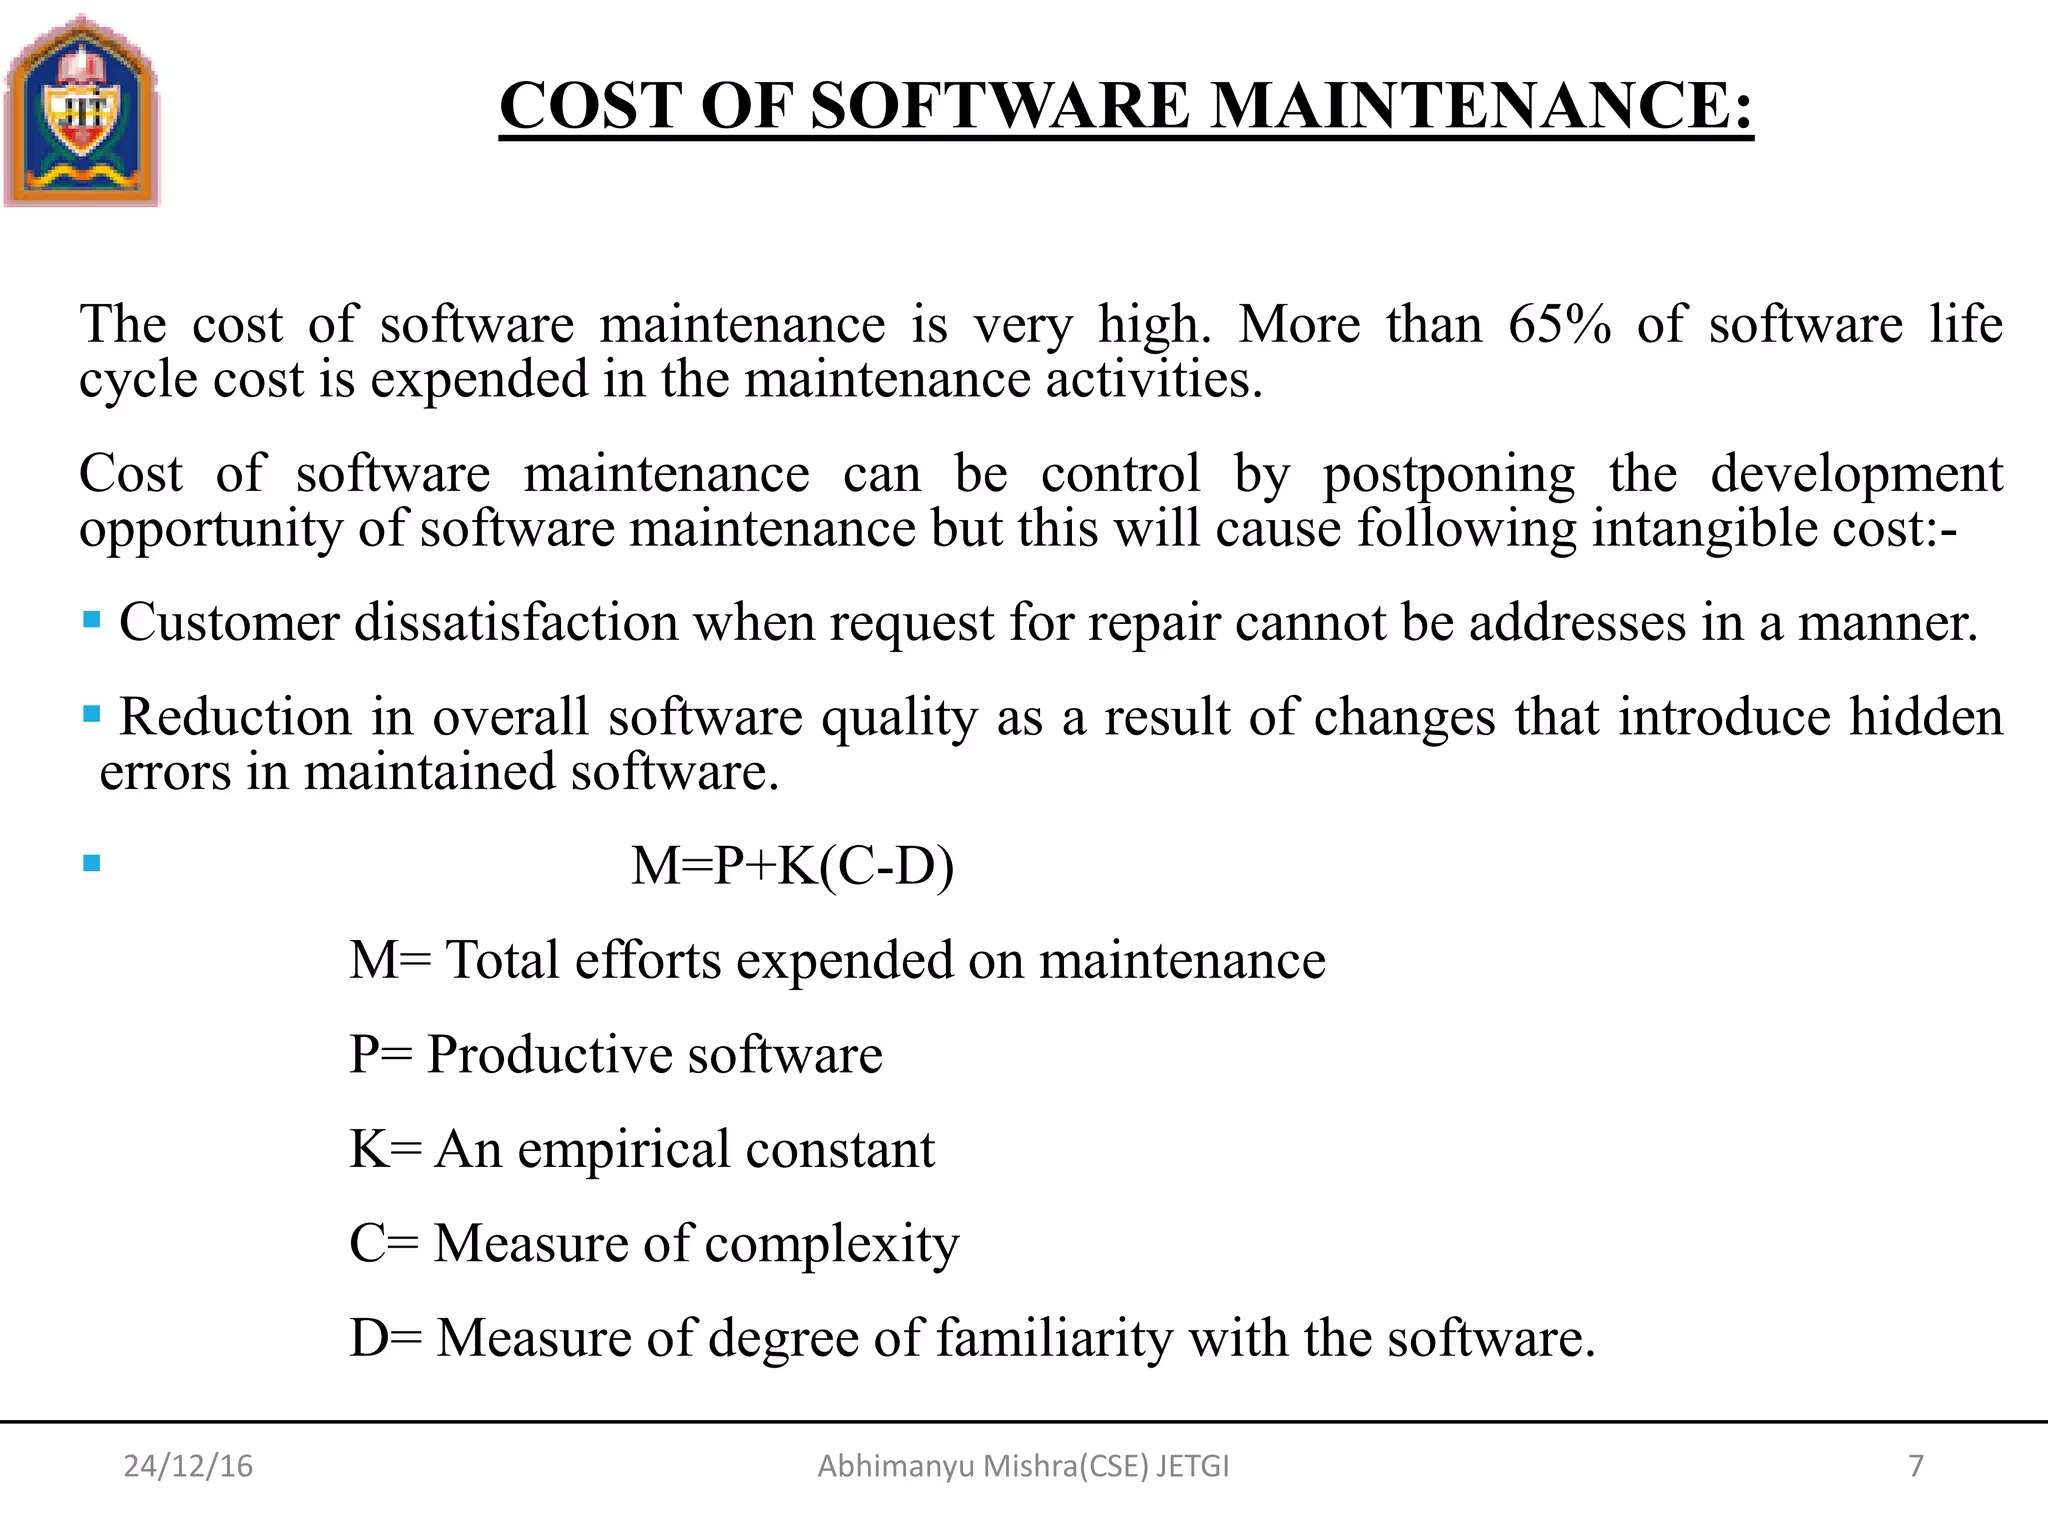 JIT
COST OF SOFTWARE MAINTENANCE:
The cost of software maintenance is very high. More than 65% of software life
cycle cost is expended in the maintenance activities.
Cost of software maintenance can be control by postponing the development
opportunity of software maintenance but this will cause following intangible cost:-
▪ Customer dissatisfaction when request for repair cannot be addresses in a manner.
▪ Reduction in overall software quality as a result of changes that introduce hidden
errors in maintained software.
▪ M=P+K(C-D)
M= Total efforts expended on maintenance
P= Productive software
K= An empirical constant
C= Measure of complexity
D= Measure of degree of familiarity with the software.
24/12/16 Abhimanyu Mishra(CSE) JETGI 7